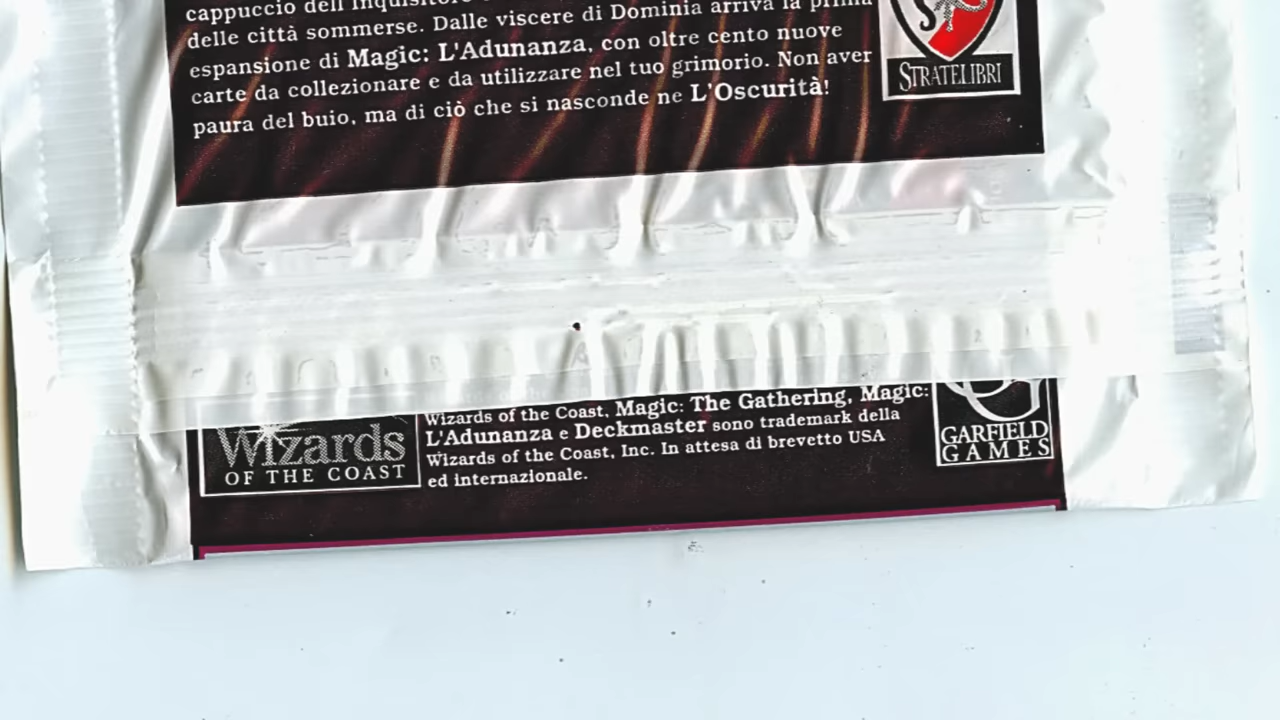 cappuccio dell'Inquisitore
delle città sommerse. Dalle viscere di Dominia arriva la prima
espansione di Magic: L'Adunanza, con oltre cento nuove
carte da collezionare e da utilizzare nel tuo grimorio. Non aver
paura del buio, ma di ciò che si nasconde ne L'Oscurità!
STRATELIBRI
Wizards
OF THE COAST
Wizards of the Coast, Magic: The Gathering, Magic:
L'Adunanza e Deckmaster sono trademark della
Wizards of the Coast, Inc. In attesa di brevetto USA
ed internazionale.
GARFIELD
GAMES